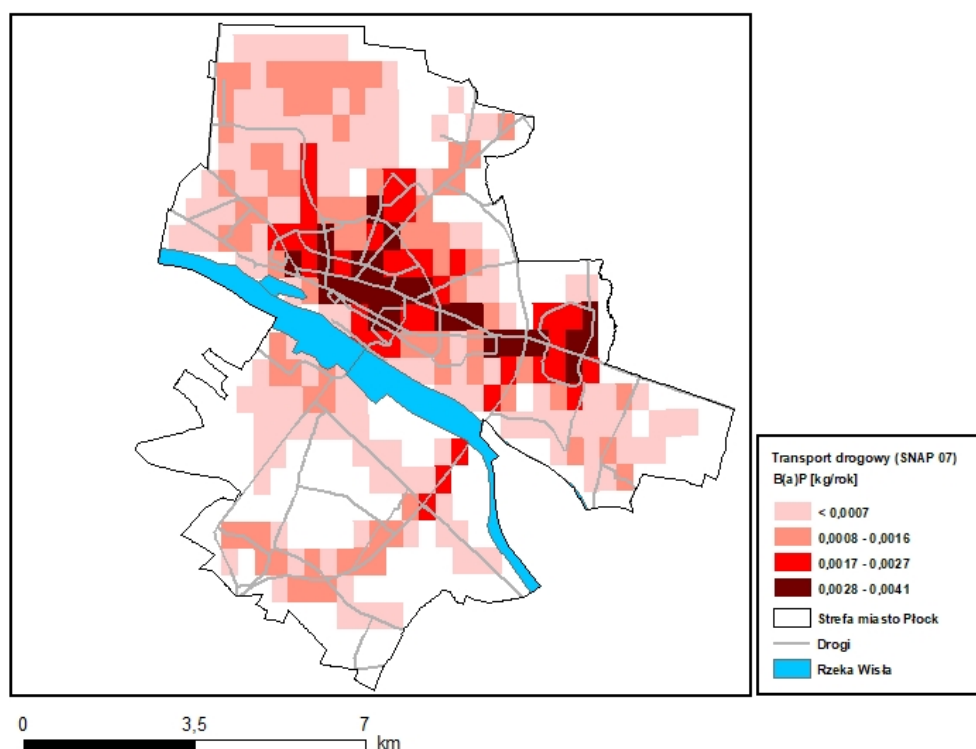 Transport drogowy (SNAP 07)
B(a)P [kg/rok]
< 0,0007
0,0008 - 0,0016
0,0017 - 0,0027
0,0028 - 0,0041
Strefa miasto Płock
Drogi
Rzeka Wisła
0 3,5 7
km